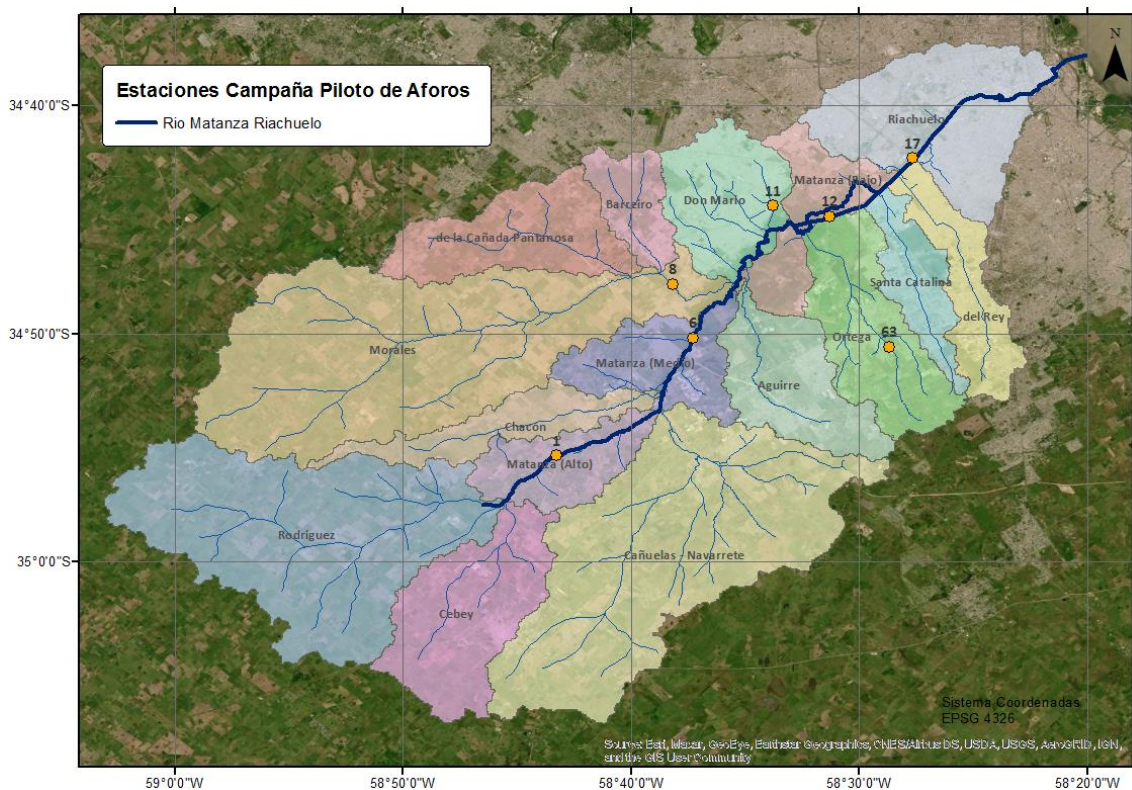 Estaciones Campaña Piloto de Aforos
Rio Matanza Riachuelo
N
34°40'0"S
34°50'0"S
35°0'0"S
Riachuelo
17
Matanza (Bajo)
11
Don Mario
12
Barreiro
de la Cañada Pantanosa
8
Santa Catalina
del Rey
63
Ortega
6
Morales
Matanza (Medio)
Aguirre
Chacón
1
Matanza (Alto)
Rodriguez
Cañuelas - Navarrete
Cebey
Sistema Coordenadas
EPSG 4326
Source: Esri, Maxar, GeoEye, Earthstar Geographics, CNES/Airbus DS, USDA, USGS, AeroGRID, IGN,
and the GIS User Community
59°0'0"W
58°50'0"W
58°40'0"W
58°30'0"W
58°20'0"W